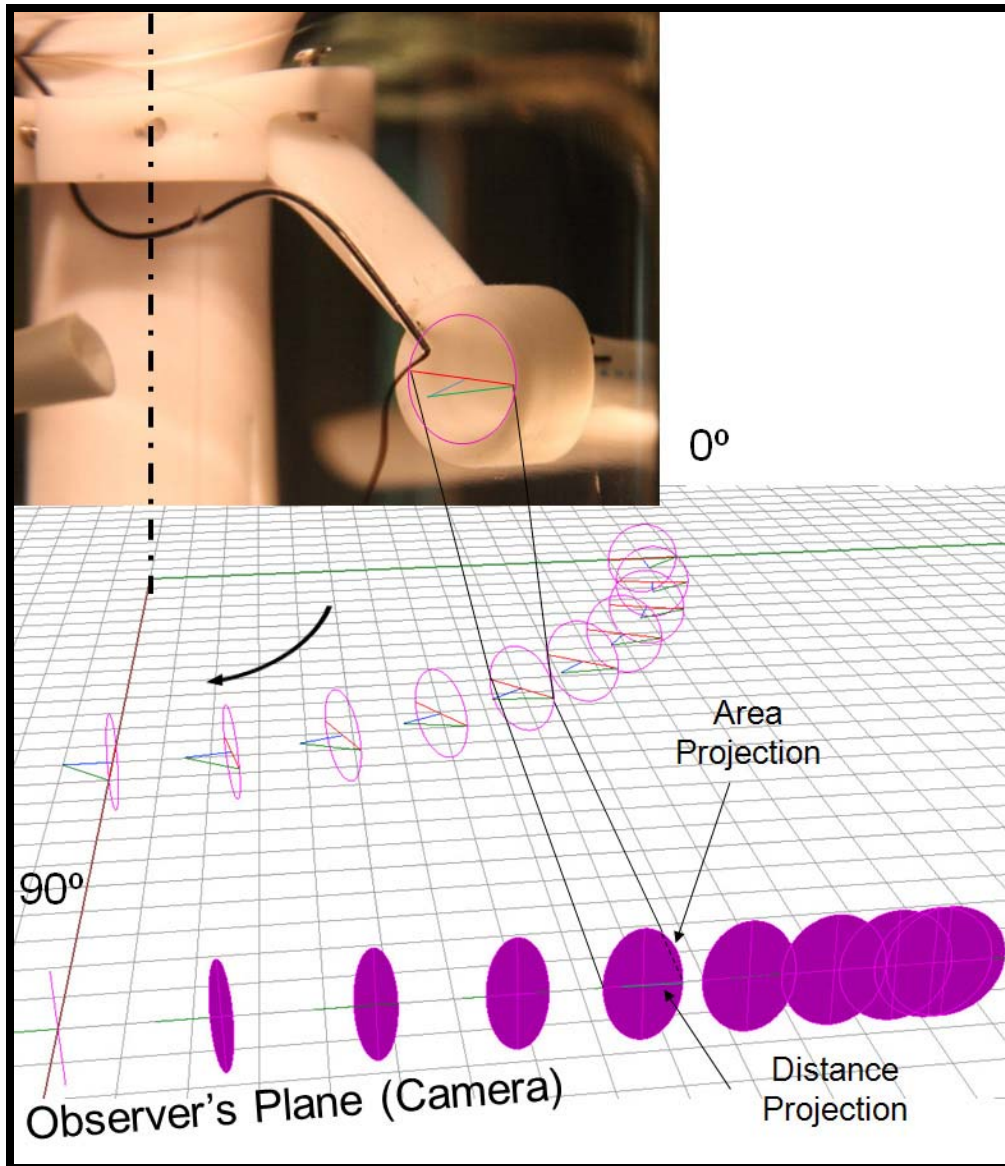 0º
Area
Projection
90º
Distance
Projection
Observer's Plane (Camera)